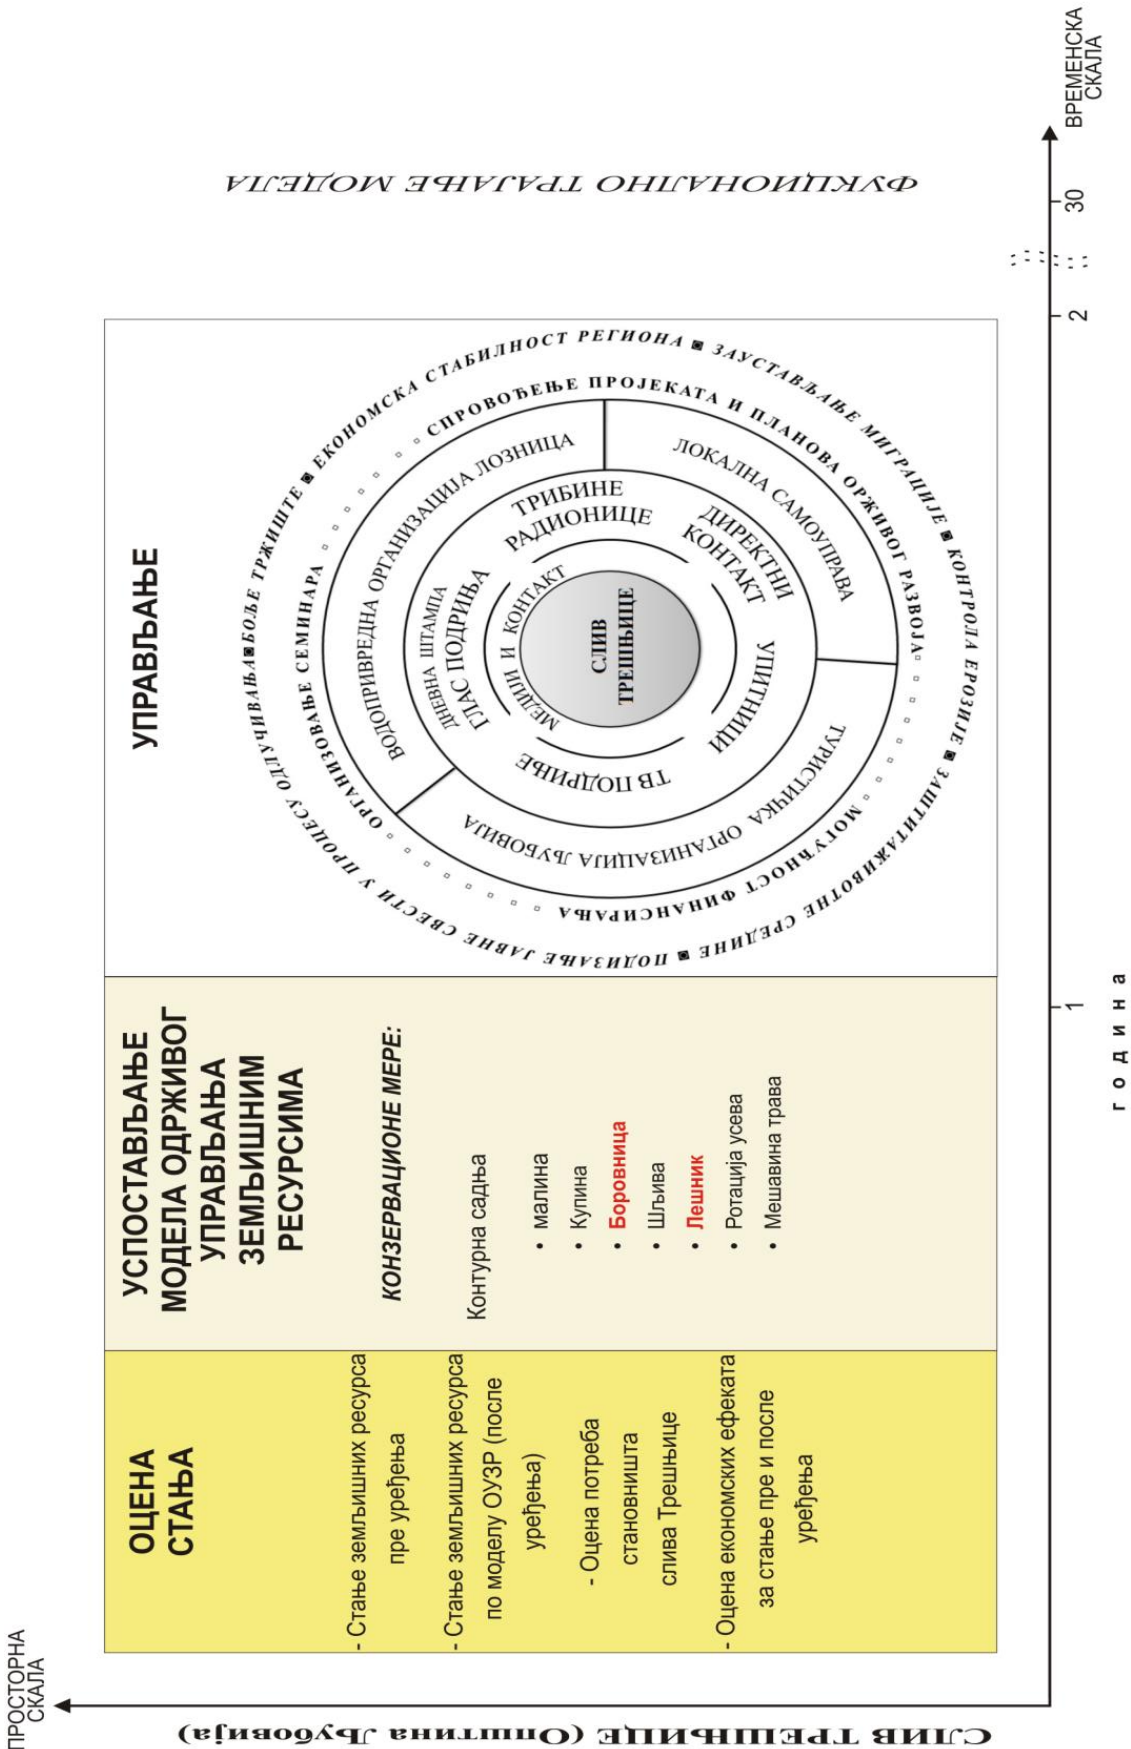 ПРОСТОРНА
СКАЛА
СЛИВ ТРЕШЊИЦЕ (Општина Љубовија)
ОЦЕНА
СТАЊА
- Стање земљишних ресурса
пре уређења
- Стање земљишних ресурса
по моделу ОУЗР (после
уређења)
- Оцена потреба
становништа
слива Трешњице
- Оцена економских ефеката
за стање пре и после
уређења
УСПОСТАВЉАЊЕ
МОДЕЛА ОДРЖИВОГ
УПРАВЉАЊА
ЗЕМЉИШНИМ
РЕСУРСИМА
КОНЗЕРВАЦИОНЕ МЕРЕ:
Контурна садња
• малина
• Купина
• Боровница
• Шљива
• Лешник
• Ротација усева
• Мешавина трава
УПРАВЉАЊЕ
ПОДИЗАЊЕ ЈАВНЕ СВЕСТИ У ПРОЦЕСУ ОДЛУЧИВАЊА ◙ БОЉЕ ТРЖИШТЕ ◙ ЕКОНОМСКА СТАБИЛНОСТ РЕГИОНА ◙ ЗАУСТАВЉАЊЕ МИГРАЦИЈЕ ◙ КОНТРОЛА ЕРОЗИЈЕ ◙ ЗАШТИТАЖИВОТНЕ СРЕДИНЕ ◙
ОРГАНИЗОВАЊЕ СЕМИНАРА
СПРОВОЂЕЊЕ ПРОЈЕКАТА И ПЛАНОВА ОРЖИВОГ РАЗВОЈА
МОГУЋНОСТ ФИНАНСИРАЊА
ВОДОПРИВРЕДНА ОРГАНИЗАЦИЈА ЛОЗНИЦА
ЛОКАЛНА САМОУПРАВА
ТУРИСТИЧКА ОРГАНИЗАЦИЈА ЉУБОВИЈА
ДНЕВНА ШТАМПА
ГЛАС ПОДРИЊА
ТРИБИНЕ
РАДИОНИЦЕ
ДИРЕКТНИ
КОНТАКТ
УПИТНИЦИ
ТВ ПОДРИЊЕ
МЕДИЈИ И КОНТАКТ
СЛИВ
ТРЕШЊИЦЕ
ФУКЦИОНАЛНО ТРАЈАЊЕ МОДЕЛА
1
2
30
година
ВРЕМЕНСКА
СКАЛА